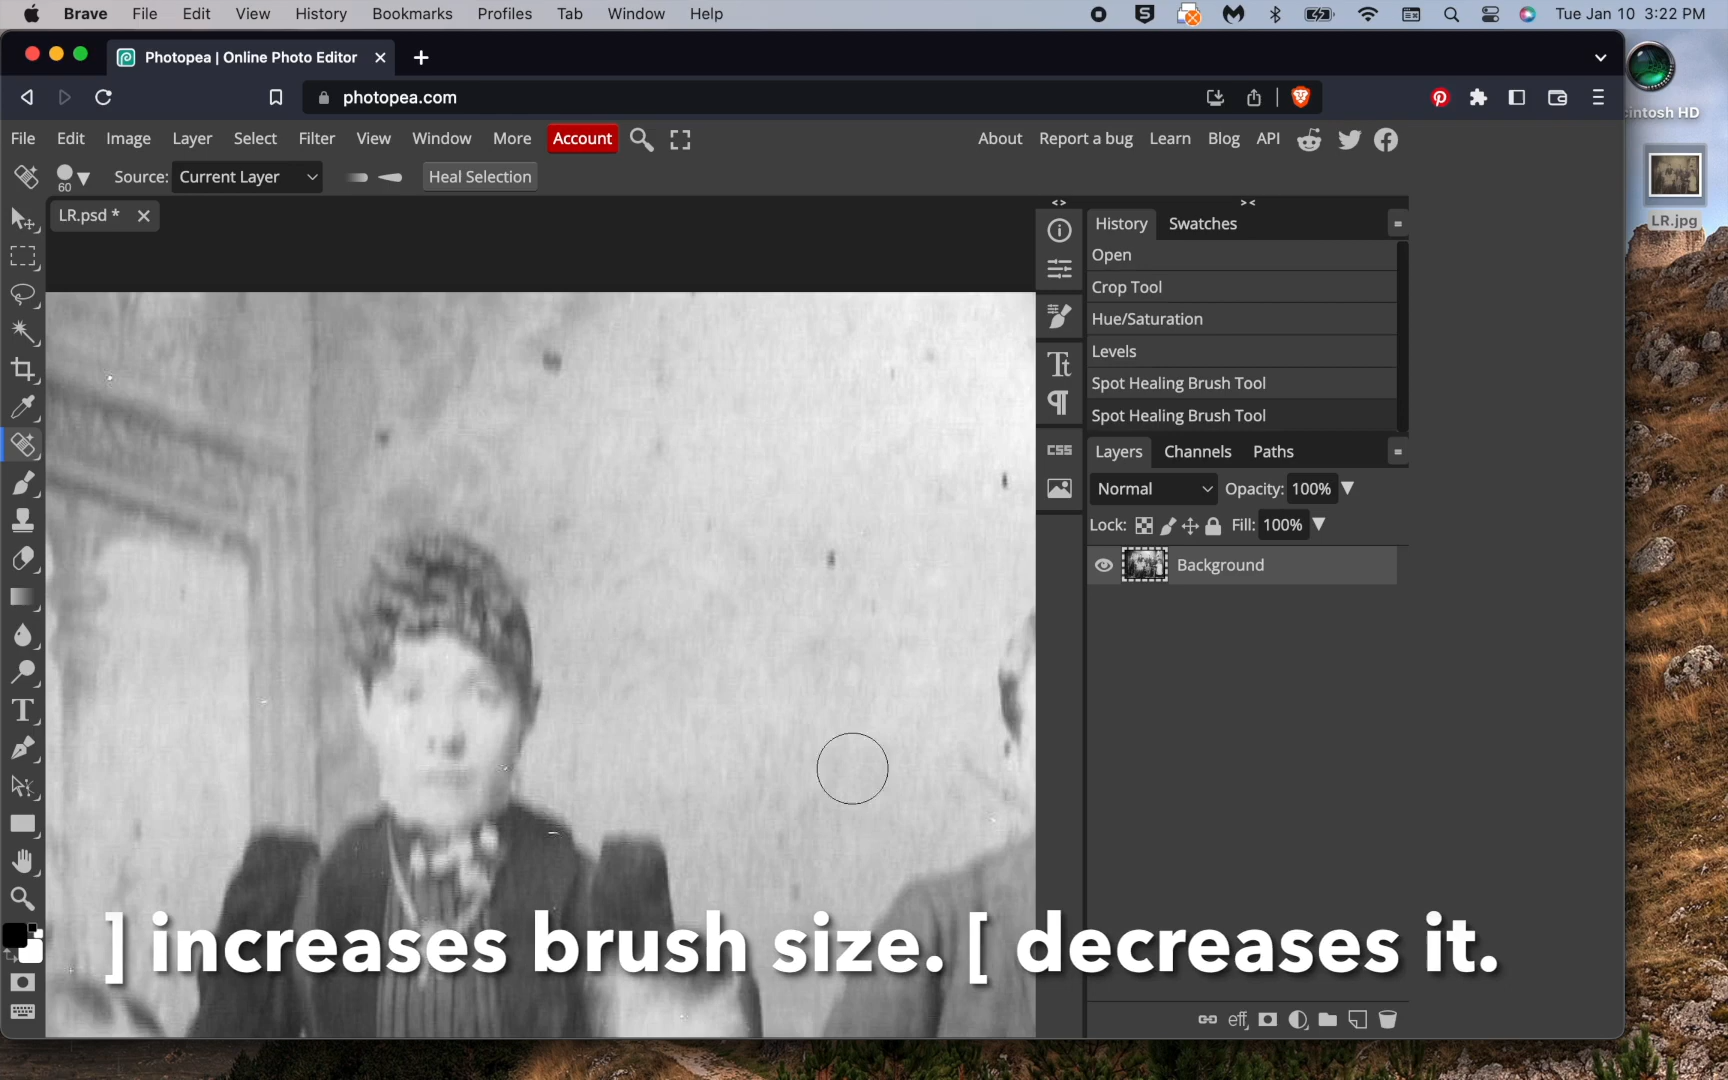 Brave File Edit View History Bookmarks Profiles Tab Window Help Tue Jan 10 3:22 PM
Photopea | Online Photo Editor
photopea.com
cintosh HD
File Edit Image Layer Select Filter View Window More Account About Report a bug Learn Blog API
60 Source: Current Layer Heal Selection
LR.psd *
LR.jpg
History Swatches
Open
Crop Tool
Hue/Saturation
Levels
Spot Healing Brush Tool
Spot Healing Brush Tool
CSS
Layers Channels Paths
Normal Opacity: 100%
Lock: Fill: 100%
Background
eff
] increases brush size. [ decreases it.